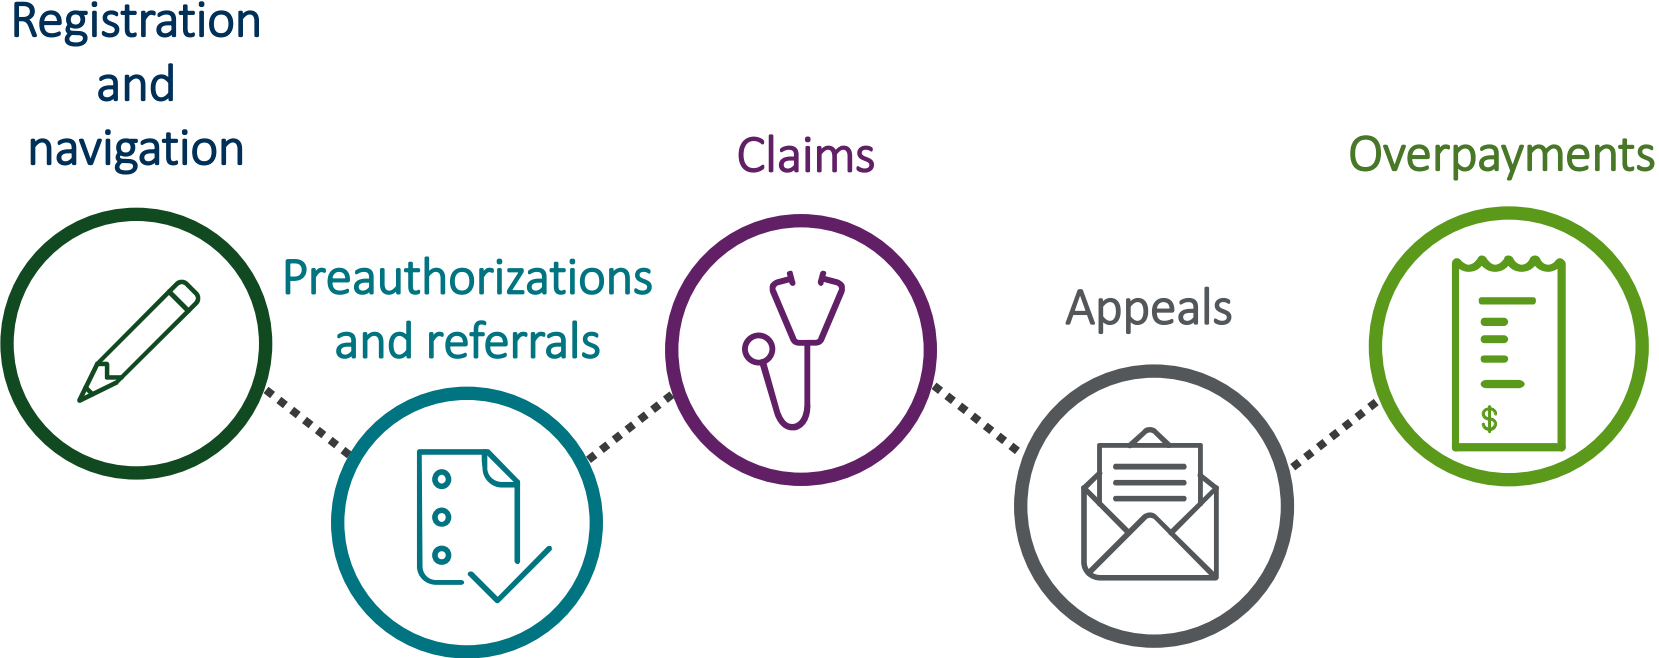 Registration
and
navigation
Preauthorizations
and referrals
Claims
Appeals
Overpayments
$